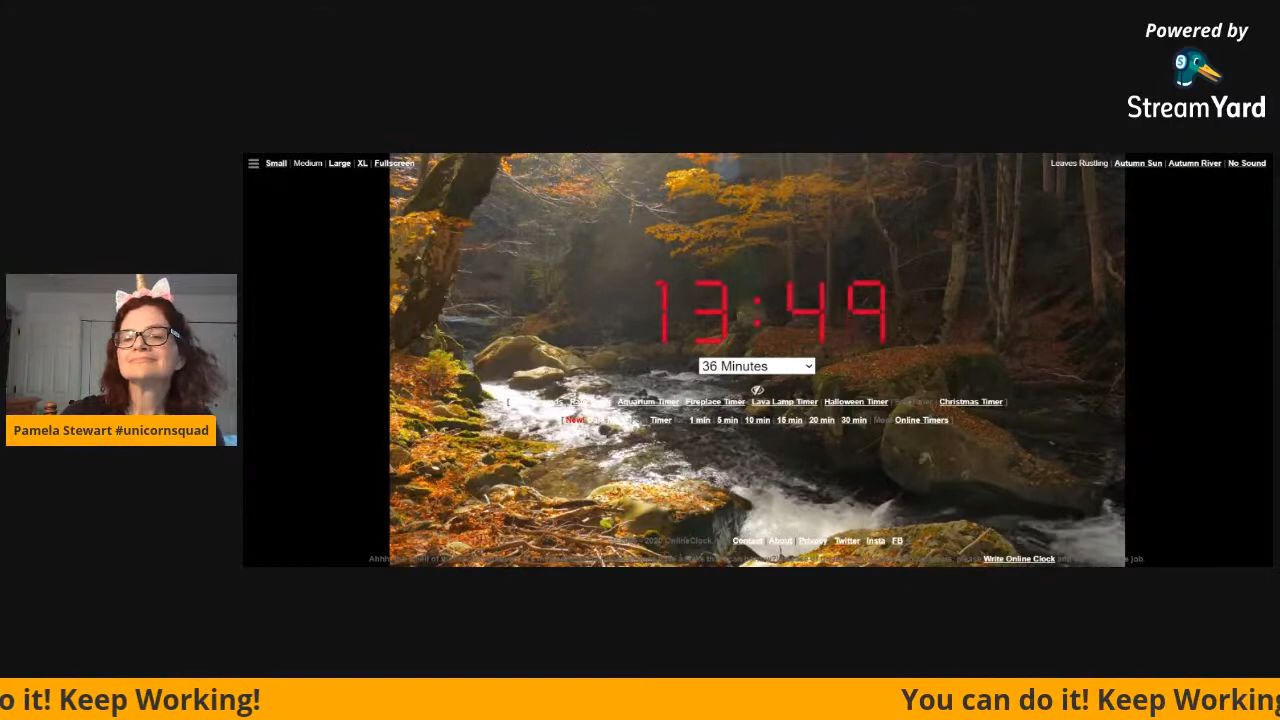 Powered by
StreamYard
Small | Medium | Large | XL | Fullscreen
Leaves Rustling | Autumn Sun | Autumn River | No Sound
13:49
36 Minutes
Aquarium Timer Fireplace Timer Lava Lamp Timer Halloween Timer Christmas Timer
New! Timer 1 min 5 min 10 min 15 min 20 min 30 min Online Timers
Pamela Stewart #unicornsquad
OnlineClock. Contact About Privacy Twitter Insta FB
Write Online Clock job.
o it! Keep Working! You can do it! Keep Working